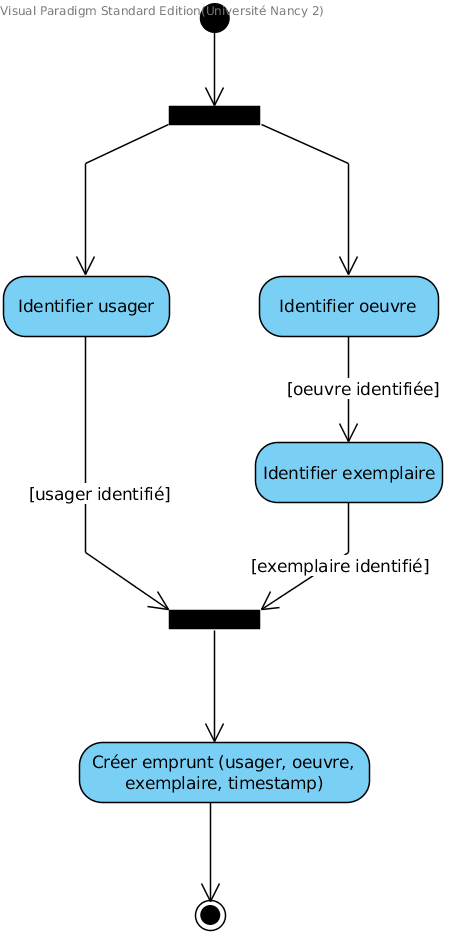 Visual Paradigm Standard Edition(Université Nancy 2)
Identifier usager
Identifier oeuvre
[oeuvre identifiée]
Identifier exemplaire
[usager identifié]
[exemplaire identifié]
Créer emprunt (usager, oeuvre,
exemplaire, timestamp)